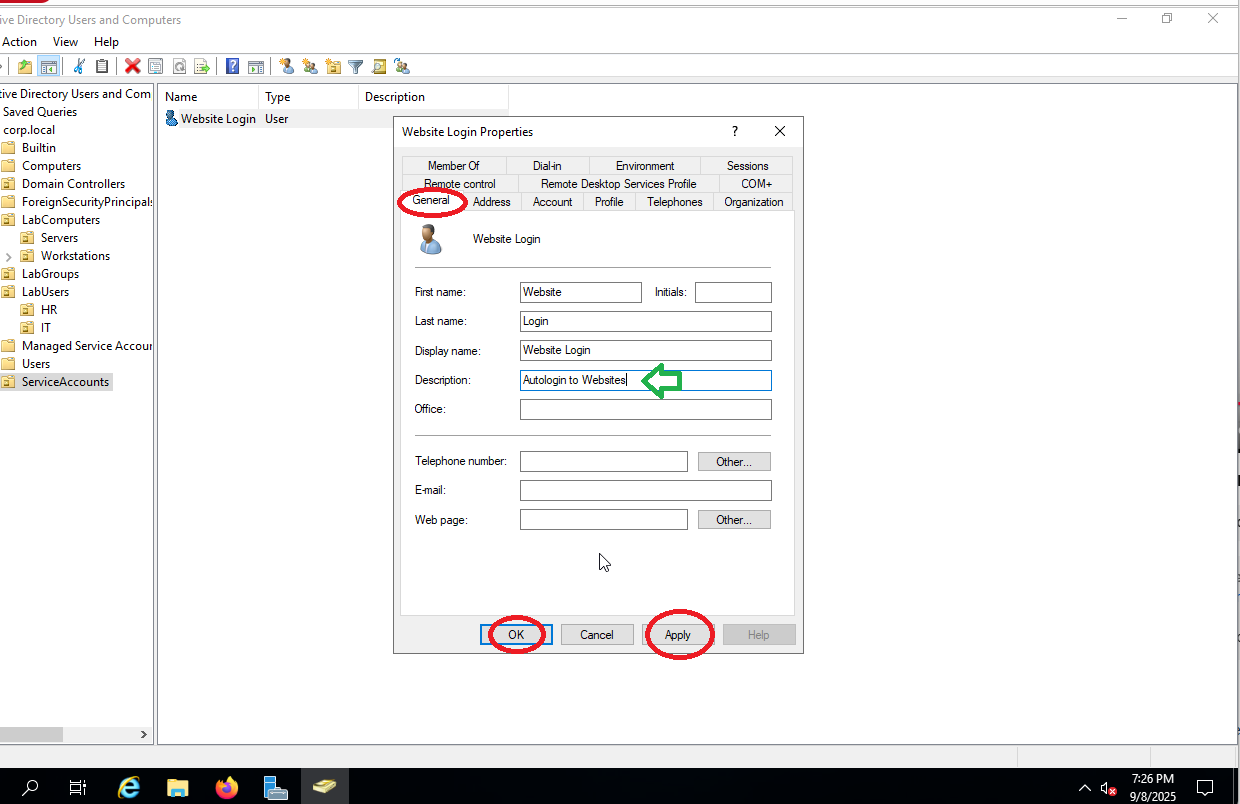 ive Directory Users and Computers
Action View Help
tive Directory Users and Com
Saved Queries
corp.local
Builtin
Computers
Domain Controllers
ForeignSecurityPrincipals
LabComputers
Servers
Workstations
LabGroups
LabUsers
HR
IT
Managed Service Accour
Users
ServiceAccounts
Name Type Description
Website Login User
Website Login Properties ?
Member Of Dial-in Environment Sessions
Remote control Remote Desktop Services Profile COM+
General Address Account Profile Telephones Organization
Website Login
First name: Website Initials:
Last name: Login
Display name: Website Login
Description: Autologin to Websites
Office:
Telephone number: Other...
E-mail:
Web page: Other...
OK Cancel Apply Help
7:26 PM
9/8/2025